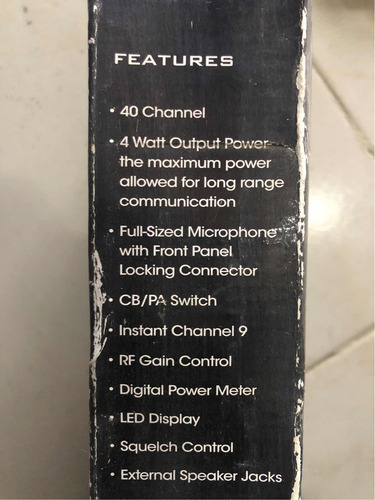 FEATURES
• 40 Channel
• 4 Watt Output Power
the maximum power
allowed for long range
communication
• Full-Sized Microphone
with Front Panel
Locking Connector
• CB/PA Switch
• Instant Channel 9
• RF Gain Control
• Digital Power Meter
• LED Display
• Squelch Control
• External Speaker Jacks